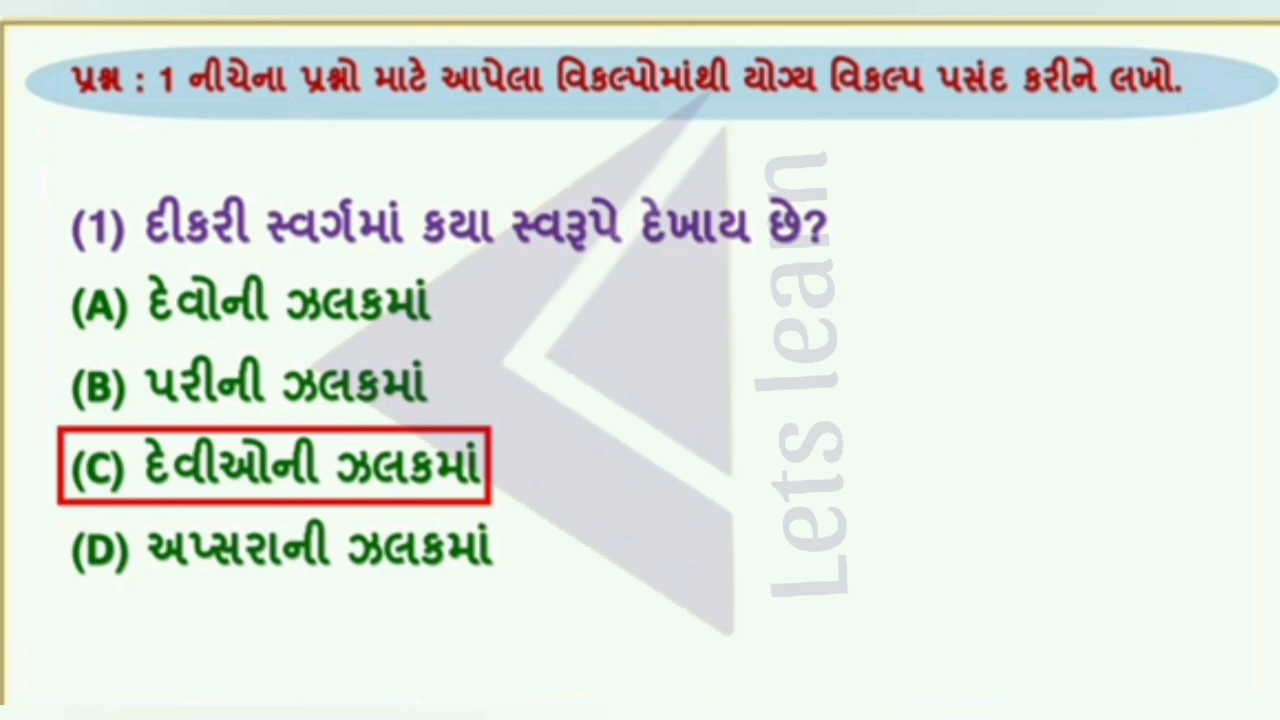 પ્રશ્ન : 1 નીચેના પ્રશ્નો માટે આપેલા વિકલ્પોમાંથી યોગ્ય વિકલ્પ પસંદ કરીને લખો.
(1) દીકરી સ્વર્ગમાં કયા સ્વરૂપે દેખાય છે?
(A) દેવોની ઝલકમાં
(B) પરીની ઝલકમાં
(C) દેવીઓની ઝલકમાં
(D) અપ્સરાની ઝલકમાં
Lets learn